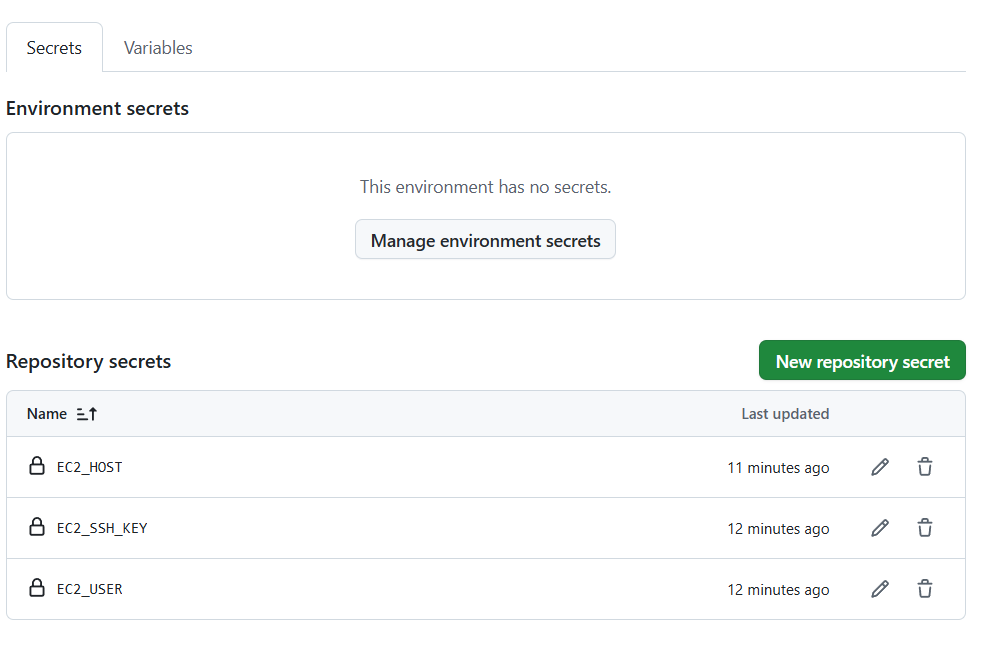 Secrets Variables
Environment secrets
This environment has no secrets.
Manage environment secrets
Repository secrets New repository secret
Name Last updated
EC2_HOST 11 minutes ago
EC2_SSH_KEY 12 minutes ago
EC2_USER 12 minutes ago